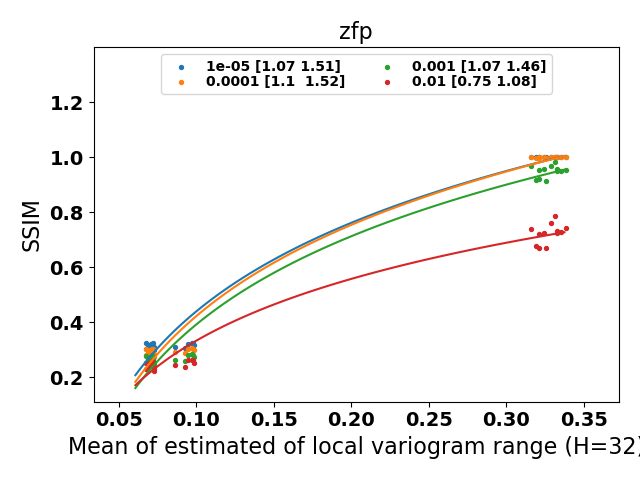 zfp
1e-05 [1.07 1.51]
0.0001 [1.1  1.52]
0.001 [1.07 1.46]
0.01 [0.75 1.08]
SSIM
1.2
1.0
0.8
0.6
0.4
0.2
0.05 0.10 0.15 0.20 0.25 0.30 0.35
Mean of estimated of local variogram range (H=32)